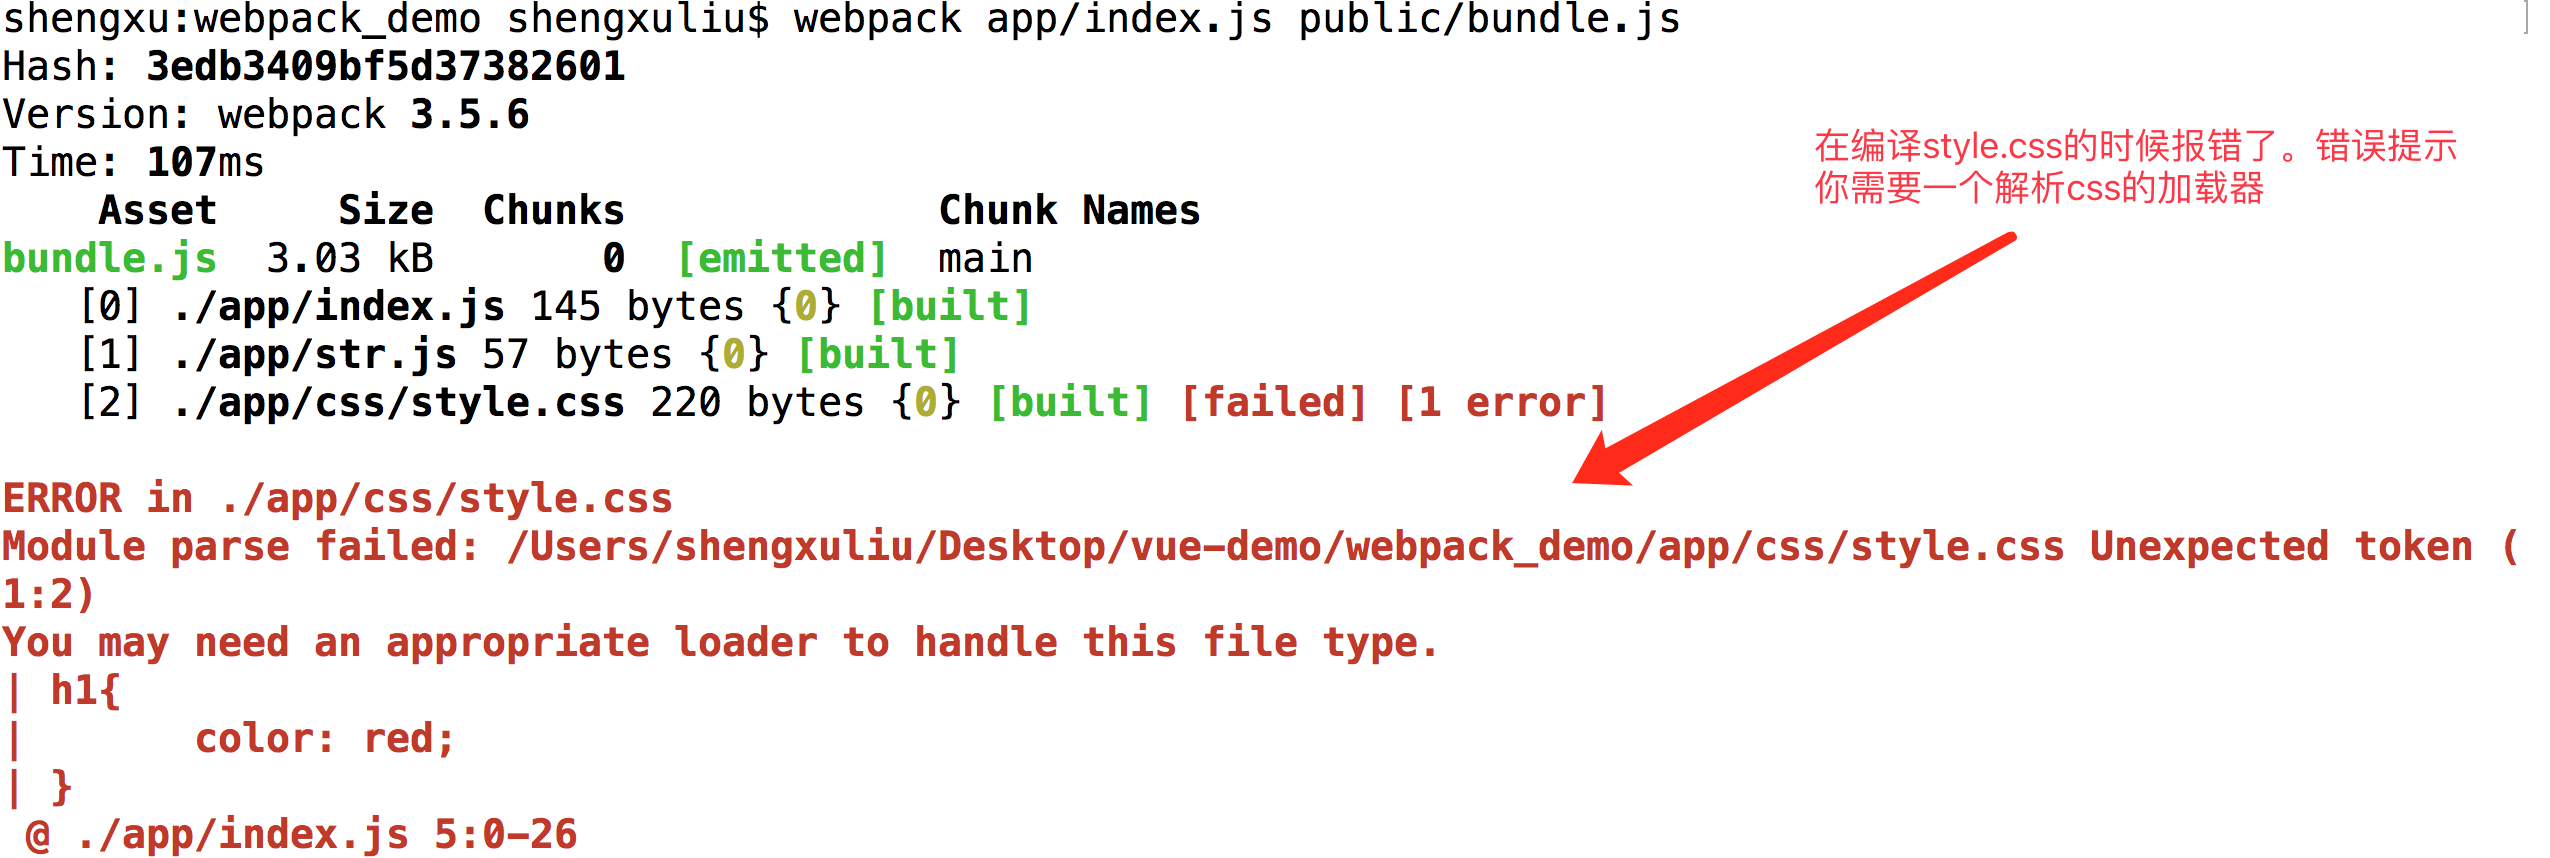 shengxu:webpack_demo shengxuliu$ webpack app/index.js public/bundle.js ]
Hash: 3edb3409bf5d37382601
Version: webpack 3.5.6
Time: 107ms
Asset Size Chunks Chunk Names
bundle.js 3.03 kB 0 [emitted] main
[0] ./app/index.js 145 bytes {0} [built]
[1] ./app/str.js 57 bytes {0} [built]
[2] ./app/css/style.css 220 bytes {0} [built] [failed] [1 error]
在编译style.css的时候报错了。错误提示
你需要一个解析css的加载器
ERROR in ./app/css/style.css
Module parse failed: /Users/shengxuliu/Desktop/vue-demo/webpack_demo/app/css/style.css Unexpected token (
1:2)
You may need an appropriate loader to handle this file type.
| h1{
| color: red;
| }
@ ./app/index.js 5:0-26